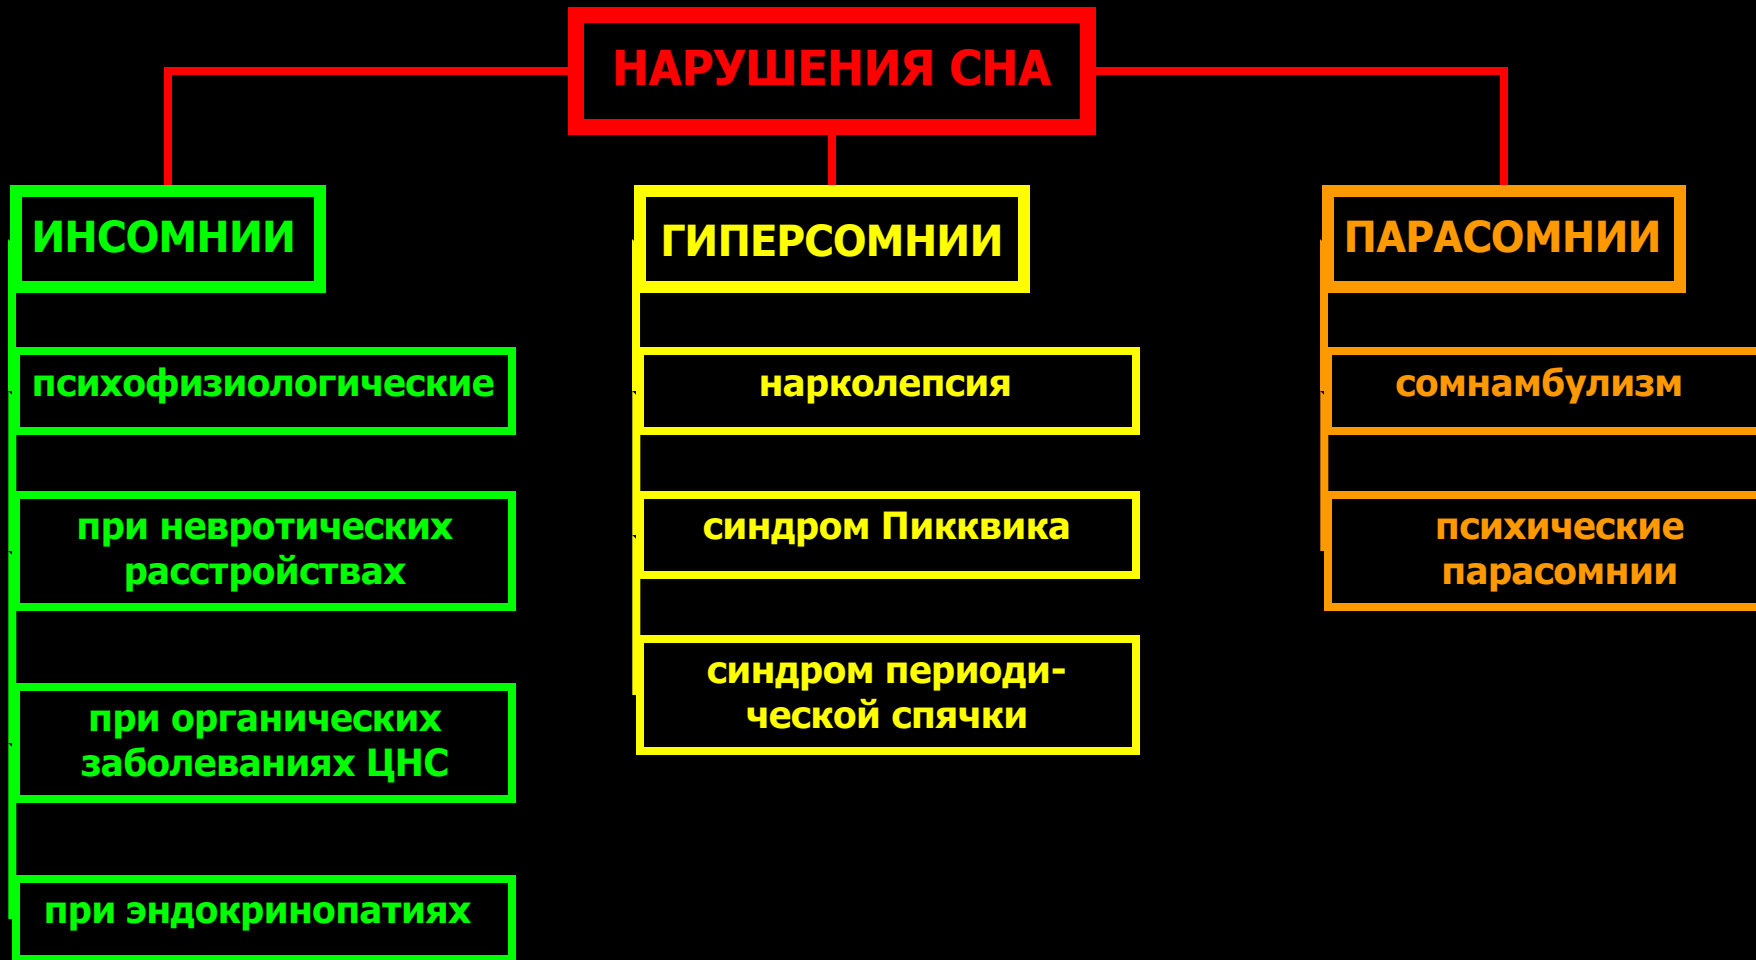 НАРУШЕНИЯ СНА
ИНСОМНИИ
психофизиологические
при невротических
расстройствах
при органических
заболеваниях ЦНС
при эндокринопатиях
ГИПЕРСОМНИИ
нарколепсия
синдром Пикквика
синдром периоди-
ческой спячки
ПАРАСОМНИИ
сомнамбулизм
психические
парасомнии